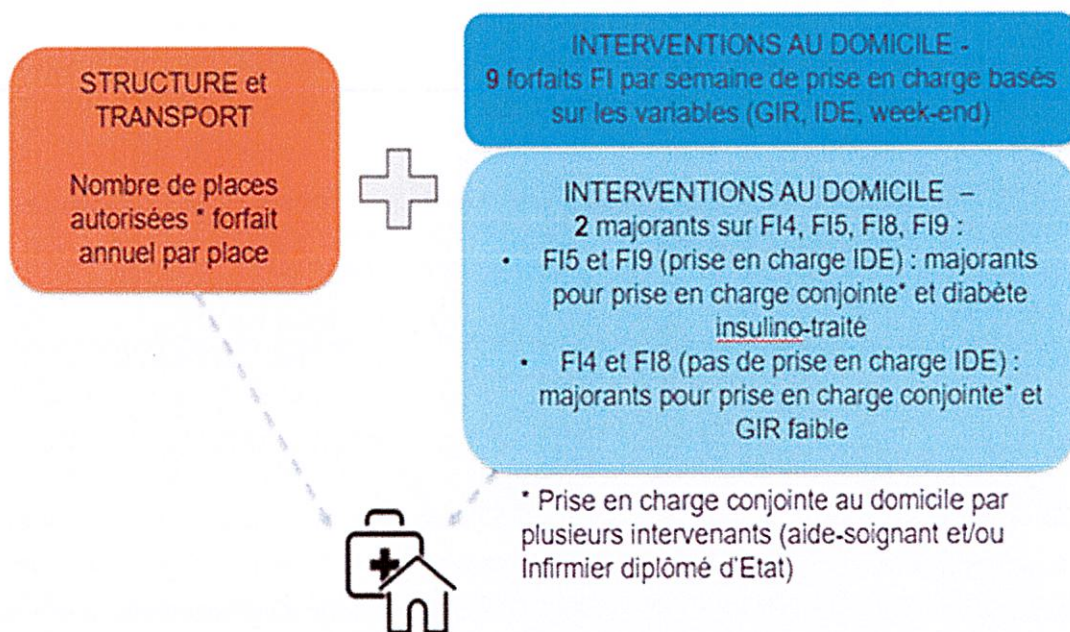 STRUCTURE et
TRANSPORT
Nombre de places
autorisées * forfait
annuel par place
INTERVENTIONS AU DOMICILE -
9 forfaits FI par semaine de prise en charge basés
sur les variables (GIR, IDE, week-end)
INTERVENTIONS AU DOMICILE –
2 majorants sur FI4, FI5, FI8, FI9 :
• FI5 et FI9 (prise en charge IDE) : majorants
pour prise en charge conjointe* et diabète
insulino-traité
• FI4 et FI8 (pas de prise en charge IDE) :
majorants pour prise en charge conjointe* et
GIR faible
* Prise en charge conjointe au domicile par
plusieurs intervenants (aide-soignant et/ou
Infirmier diplômé d'Etat)